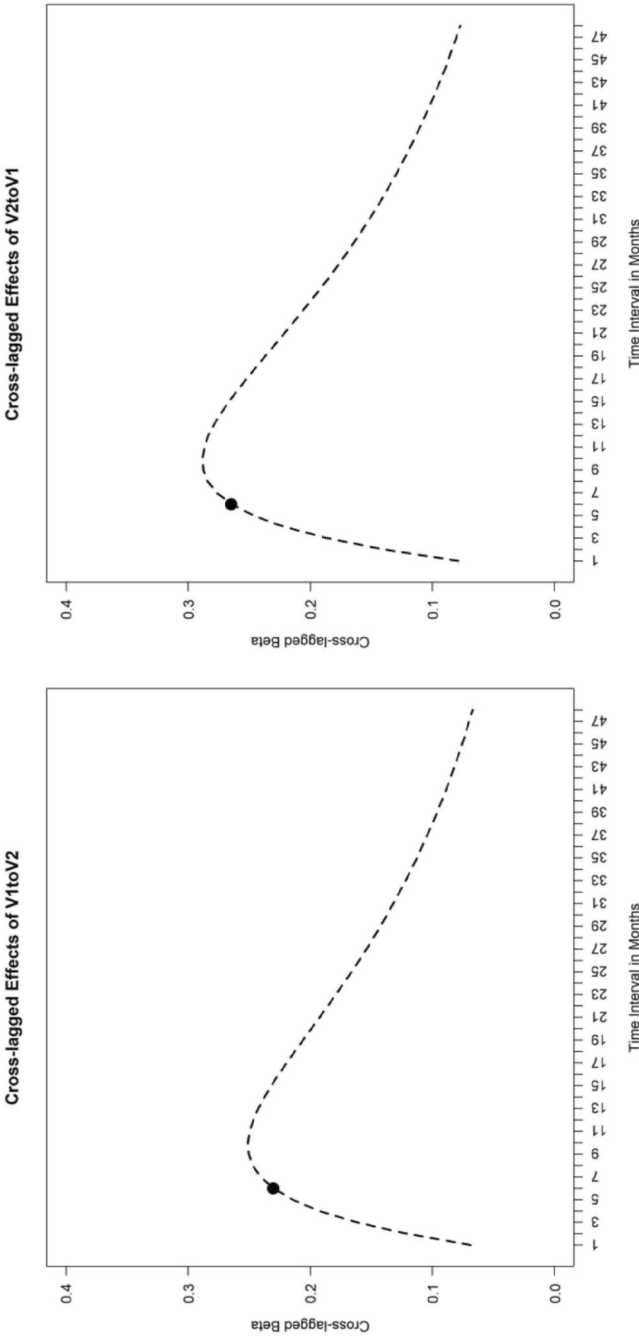 Cross-lagged Effects of V1toV2
Cross-lagged Beta
0.4
0.3
0.2
0.1
0.0
1 3 5 7 9 11 13 15 17 19 21 23 25 27 29 31 33 35 37 39 41 43 45 47
Time Interval in Months
Cross-lagged Effects of V2toV1
Cross-lagged Beta
0.4
0.3
0.2
0.1
0.0
1 3 5 7 9 11 13 15 17 19 21 23 25 27 29 31 33 35 37 39 41 43 45 47
Time Interval in Months